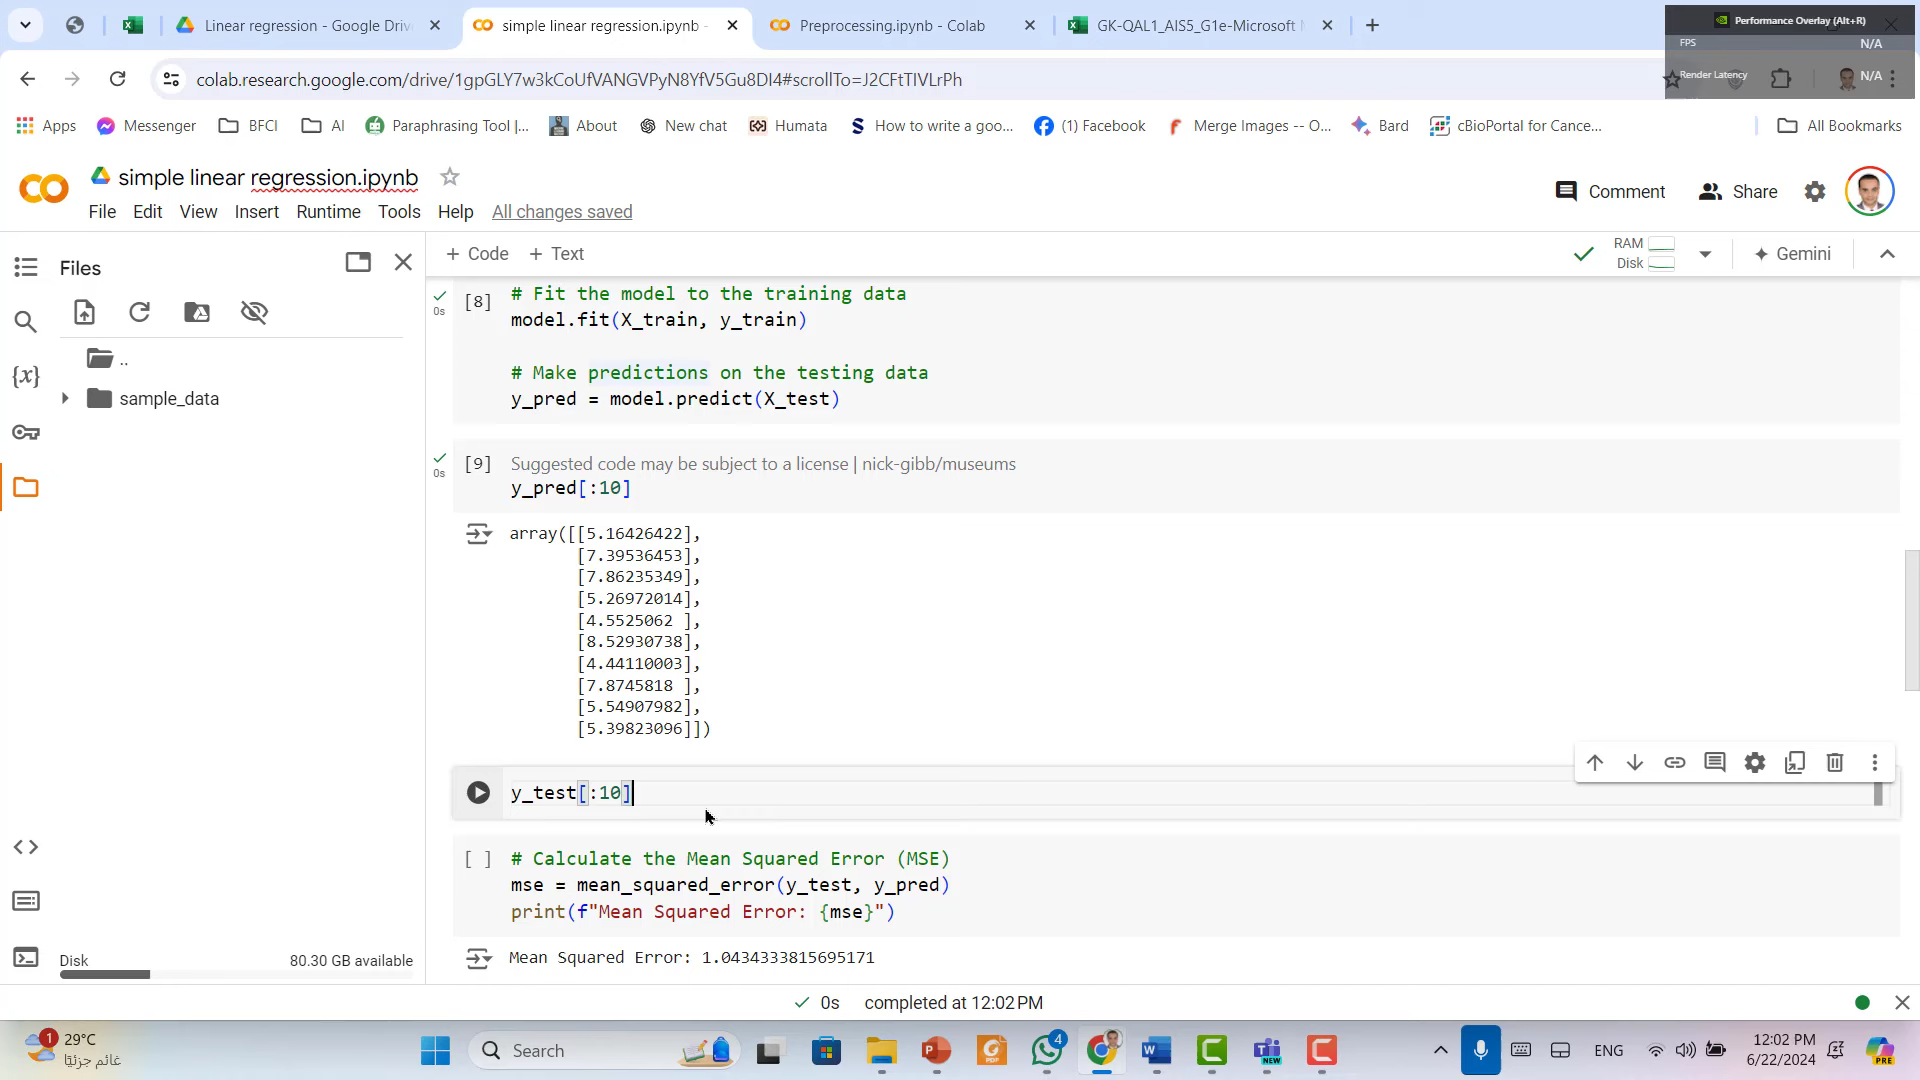 Linear regression - Google Driv
simple linear regression.ipynb -
Preprocessing.ipynb - Colab
GK-QAL1_AIS5_G1e-Microsoft
Performance Overlay (Alt+R)
FPS N/A
Render Latency N/A
colab.research.google.com/drive/1gpGLY7w3kCoUfVANGVPyN8YfV5Gu8DI4#scrollTo=J2CFtTIVLrPh
Apps Messenger BFCI AI Paraphrasing Tool |... About New chat Humata How to write a goo... (1) Facebook Merge Images -- O... Bard cBioPortal for Cance... All Bookmarks
simple linear regression.ipynb
Comment Share
File Edit View Insert Runtime Tools Help All changes saved
Files
+ Code + Text
RAM
Disk
Gemini
..
sample_data
Disk 80.30 GB available
[8] # Fit the model to the training data
0s
model.fit(X_train, y_train)
# Make predictions on the testing data
y_pred = model.predict(X_test)
[9] Suggested code may be subject to a license | nick-gibb/museums
0s
y_pred[:10]
array([[5.16426422],
[7.39536453],
[7.86235349],
[5.26972014],
[4.5525062 ],
[8.52930738],
[4.44110003],
[7.8745818 ],
[5.54907982],
[5.39823096]])
y_test[:10]
[ ] # Calculate the Mean Squared Error (MSE)
mse = mean_squared_error(y_test, y_pred)
print(f"Mean Squared Error: {mse}")
Mean Squared Error: 1.0434333815695171
0s completed at 12:02 PM
1
29°C
غائم جزئيًا
Search
4
NEW
ENG
12:02 PM
6/22/2024
PRE